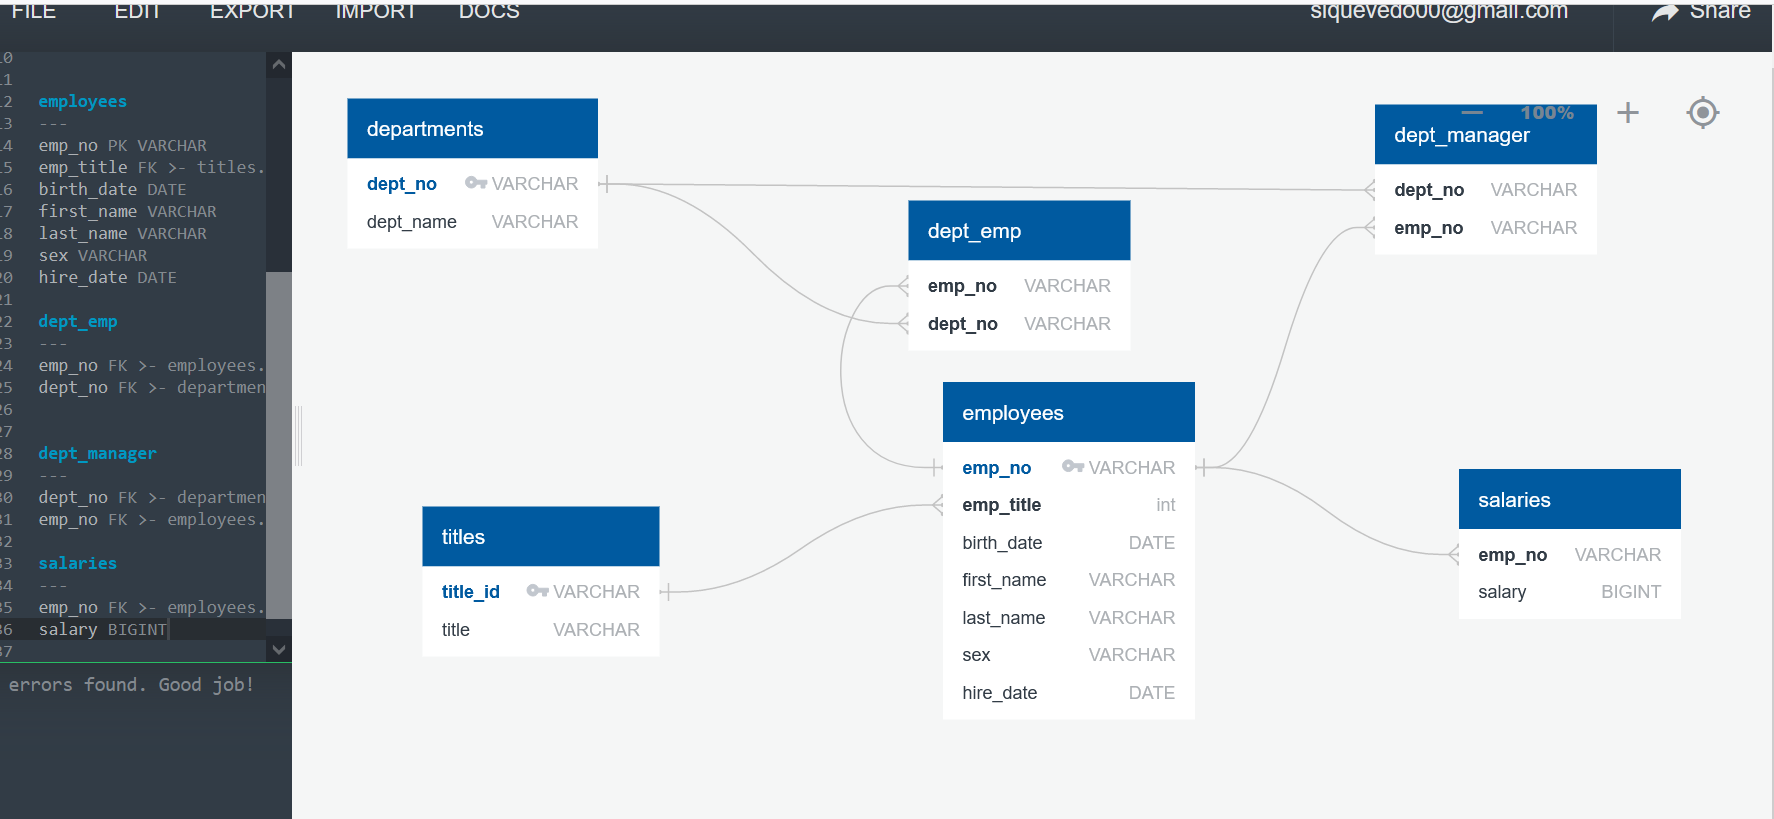 FILE EDIT EXPORT IMPORT DOCS siquevedo00@gmail.com Share
10
11
12 employees
13 ---
14 emp_no PK VARCHAR
15 emp_title FK >- titles.
16 birth_date DATE
17 first_name VARCHAR
18 last_name VARCHAR
19 sex VARCHAR
20 hire_date DATE
21
22 dept_emp
23 ---
24 emp_no FK >- employees.
25 dept_no FK >- departmen
26
27
28 dept_manager
29 ---
30 dept_no FK >- departmen
31 emp_no FK >- employees.
32
33 salaries
34 ---
35 emp_no FK >- employees.
36 salary BIGINT
37
errors found. Good job!
departments
dept_no VARCHAR
dept_name VARCHAR
100%
dept_manager
dept_no VARCHAR
emp_no VARCHAR
dept_emp
emp_no VARCHAR
dept_no VARCHAR
employees
emp_no VARCHAR
emp_title int
birth_date DATE
first_name VARCHAR
last_name VARCHAR
sex VARCHAR
hire_date DATE
titles
title_id VARCHAR
title VARCHAR
salaries
emp_no VARCHAR
salary BIGINT